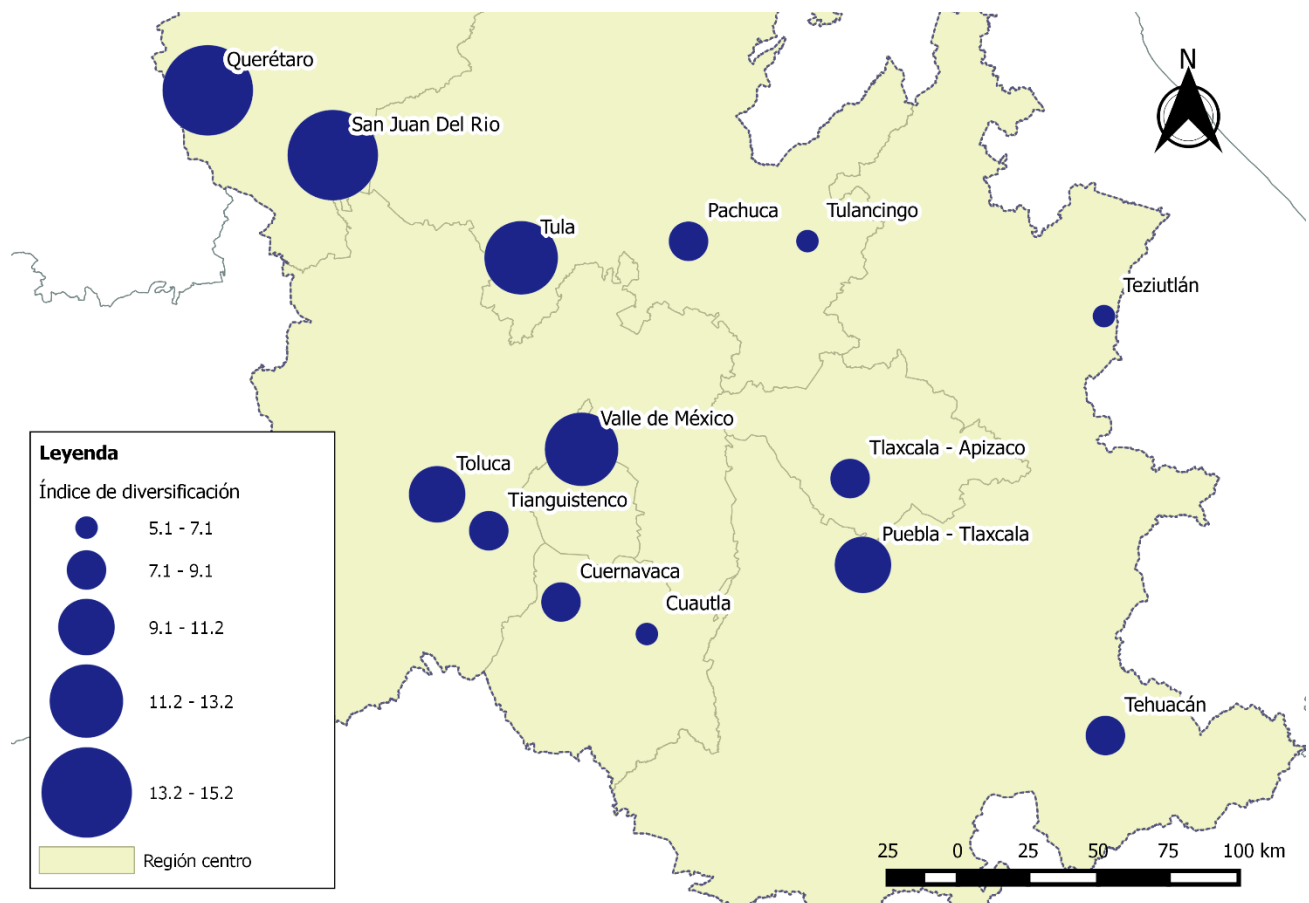 Querétaro
N
San Juan Del Rio
Pachuca
Tulancingo
Tula
Teziutlán
Valle de México
Leyenda
Tlaxcala - Apizaco
Toluca
Índice de diversificación
Tianguistenco
5.1 - 7.1
Puebla - Tlaxcala
7.1 - 9.1
Cuernavaca
Cuautla
9.1 - 11.2
11.2 - 13.2
Tehuacán
13.2 - 15.2
Región centro
25 0 25 50 75 100 km